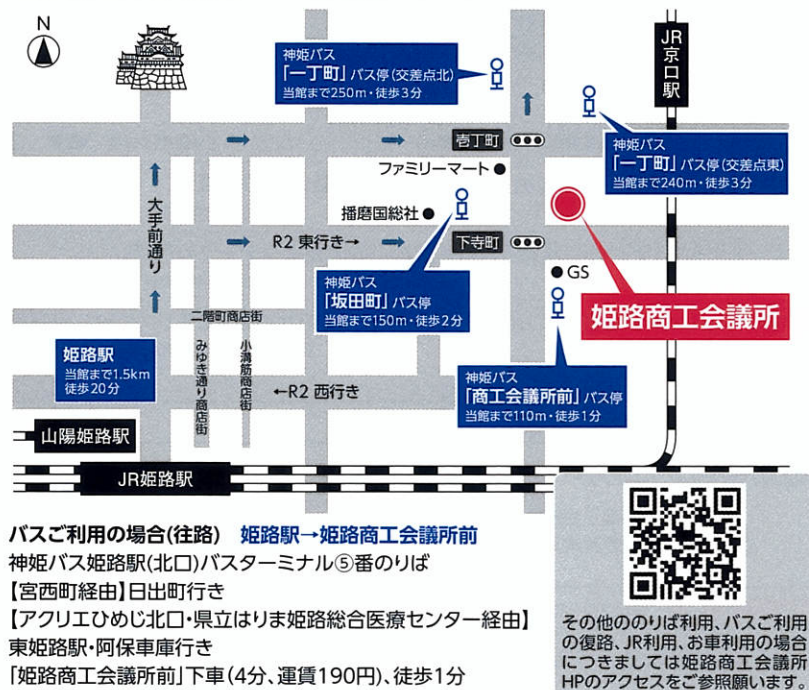 N
JR京口駅
神姫バス
「一丁町」バス停(交差点北)
当館まで250m・徒歩3分
神姫バス
「一丁町」バス停(交差点東)
当館まで240m・徒歩3分
壱丁町
ファミリーマート
播磨国総社
大手前通り
R2 東行き→
下寺町
GS
神姫バス
「坂田町」バス停
当館まで150m・徒歩2分
姫路商工会議所
二階町商店街
みゆき通り商店街
小溝筋商店街
姫路駅
当館まで1.5km
徒歩20分
←R2 西行き
神姫バス
「商工会議所前」バス停
当館まで110m・徒歩1分
山陽姫路駅
JR姫路駅
バスご利用の場合(往路) 姫路駅→姫路商工会議所前
神姫バス姫路駅(北口)バスターミナル⑤番のりば
【宮西町経由】日出町行き
【アクリエひめじ北口・県立はりま姫路総合医療センター経由】
東姫路駅・阿保車庫行き
「姫路商工会議所前」下車(4分、運賃190円)、徒歩1分
その他ののりば利用、バスご利用
の復路、JR利用、お車利用の場合
につきましては姫路商工会議所
HPのアクセスをご参照願います。